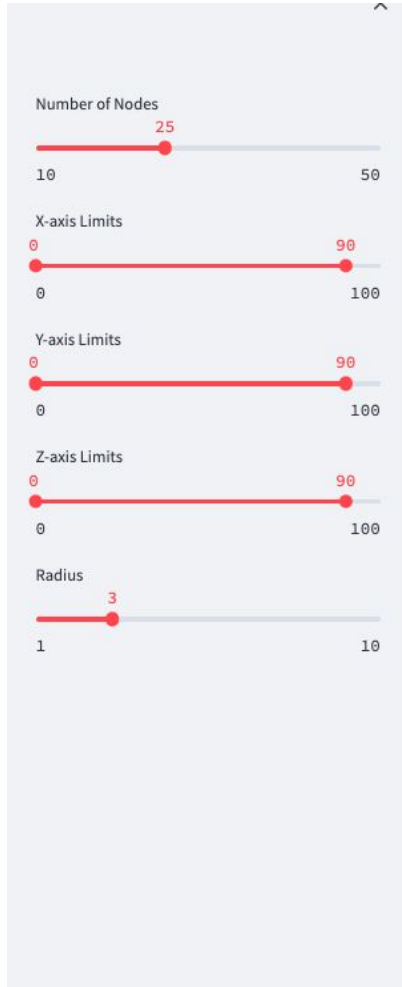 Number of Nodes
25
10 50
X-axis Limits
0 90
0 100
Y-axis Limits
0 90
0 100
Z-axis Limits
0 90
0 100
Radius
3
1 10